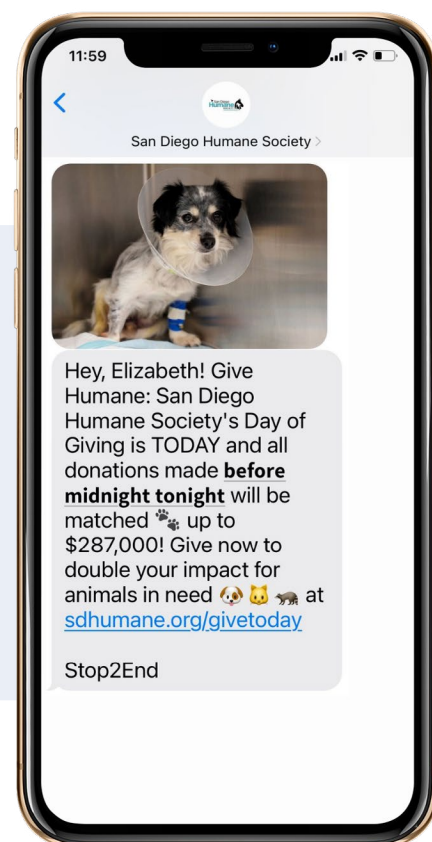 11:59
Humane
San Diego Humane Society
Hey, Elizabeth! Give
Humane: San Diego
Humane Society's Day of
Giving is TODAY and all
donations made before
midnight tonight will be
matched 🐾 up to
$287,000! Give now to
double your impact for
animals in need 🐶 🐱 🦡 at
sdhumane.org/givetoday
Stop2End